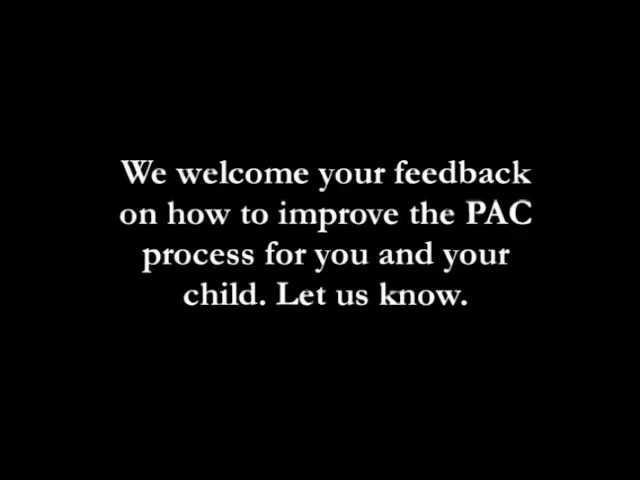 We welcome your feedback
on how to improve the PAC
process for you and your
child. Let us know.